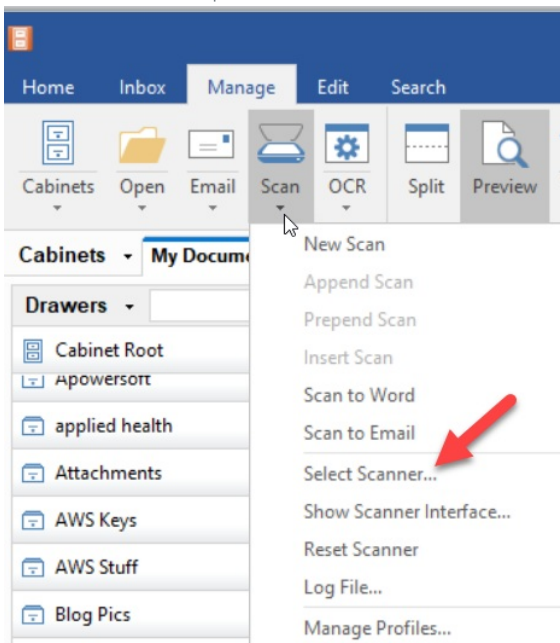 Home Inbox Manage Edit Search
Cabinets Open Email Scan OCR Split Preview
Cabinets My Docume
Drawers
Cabinet Root
Apowersoft
applied health
Attachments
AWS Keys
AWS Stuff
Blog Pics
New Scan
Append Scan
Prepend Scan
Insert Scan
Scan to Word
Scan to Email
Select Scanner...
Show Scanner Interface...
Reset Scanner
Log File...
Manage Profiles...